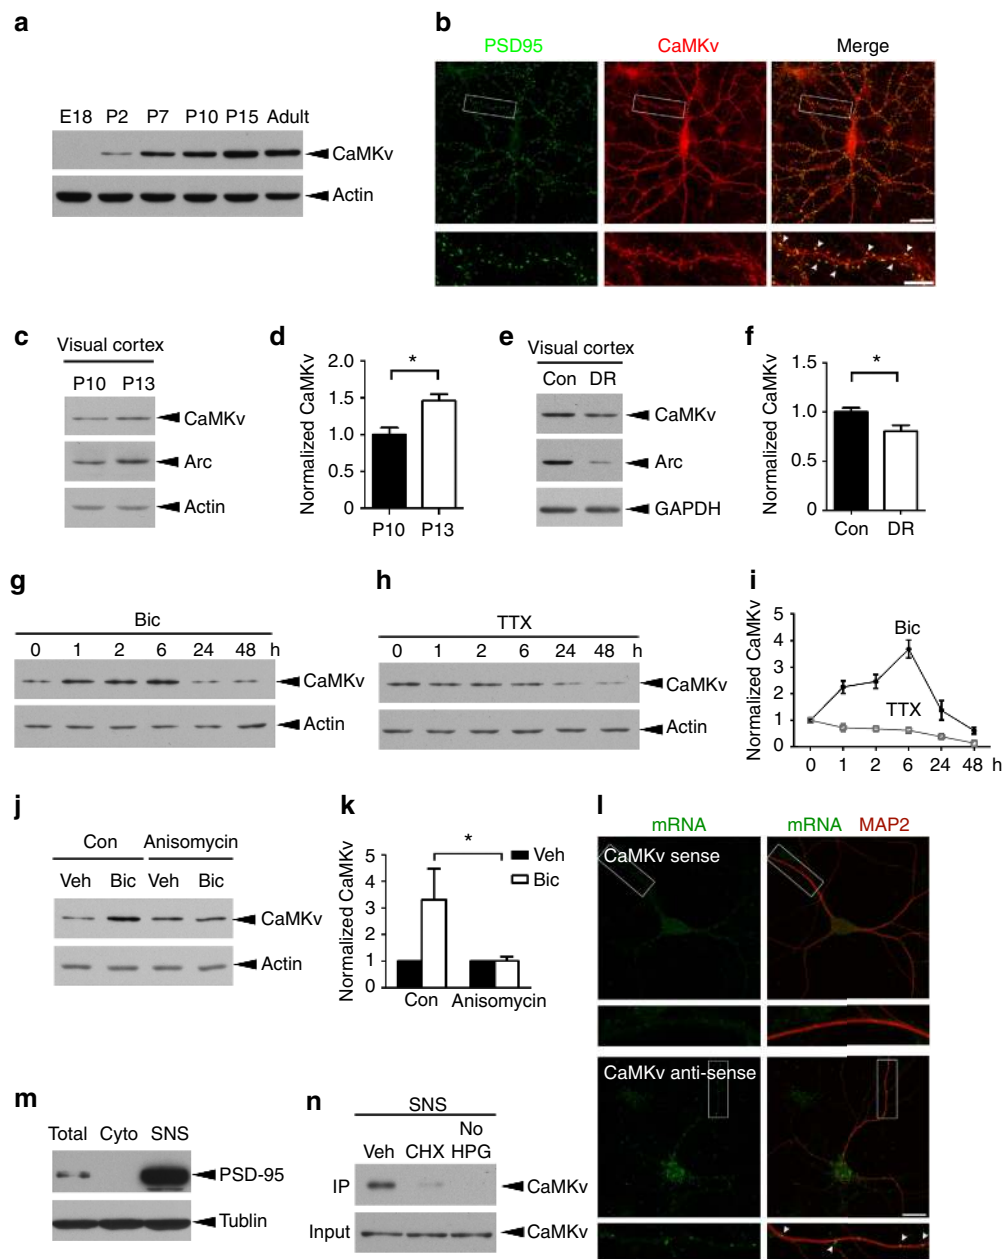 a
E18 P2 P7 P10 P15 Adult
CaMKv
Actin
b
PSD95 CaMKv Merge
c
Visual cortex
P10 P13
CaMKv
Arc
Actin
d
Normalized CaMKv
2.0
1.5
1.0
0.5
0
*
P10 P13
e
Visual cortex
Con DR
CaMKv
Arc
GAPDH
f
Normalized CaMKv
1.5
1.0
0.5
0
*
Con DR
g
Bic
0 1 2 6 24 48 h
CaMKv
Actin
h
TTX
0 1 2 6 24 48 h
CaMKv
Actin
i
Normalized CaMKv
5
4
3
2
1
0
Bic
TTX
0 1 2 6 24 48 h
j
Con Anisomycin
Veh Bic Veh Bic
CaMKv
Actin
k
Normalized CaMKv
5
4
3
2
1
0
*
Veh
Bic
Con Anisomycin
l
mRNA mRNA MAP2
CaMKv sense
CaMKv anti-sense
m
Total Cyto SNS
PSD-95
Tublin
n
SNS
Veh CHX No HPG
IP CaMKv
Input CaMKv